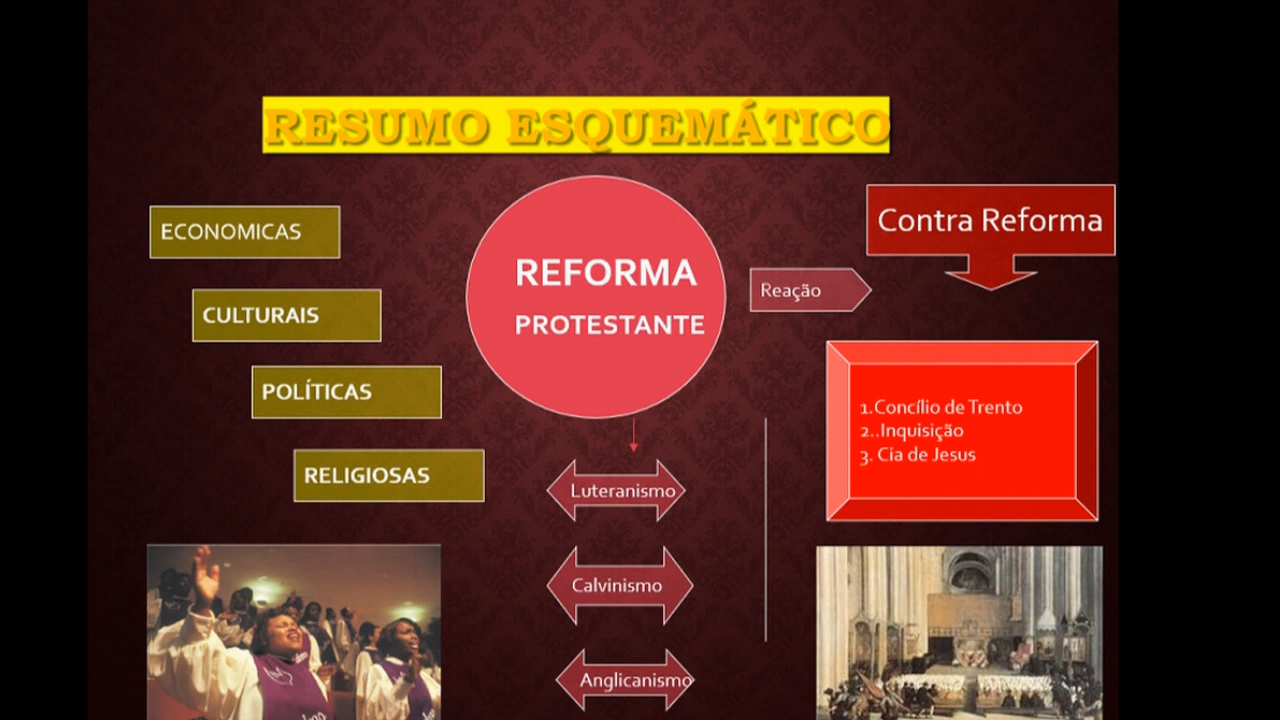 RESUMO ESQUEMÁTICO
ECONOMICAS
CULTURAIS
POLÍTICAS
RELIGIOSAS
REFORMA
PROTESTANTE
Reação
Contra Reforma
1.Concílio de Trento
2..Inquisição
3. Cia de Jesus
Luteranismo
Calvinismo
Anglicanismo